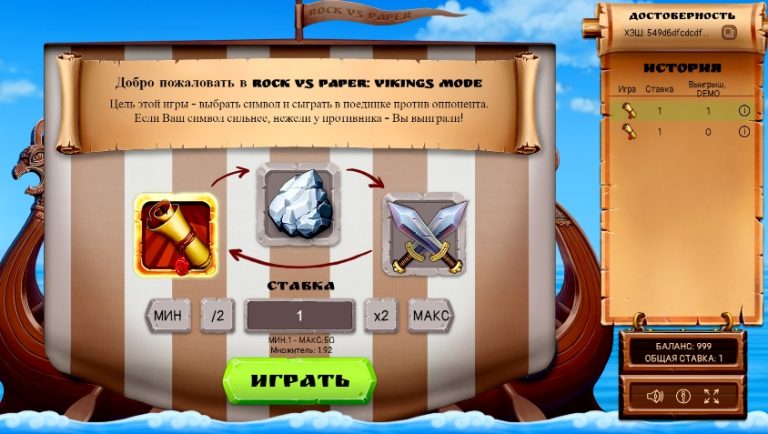 ROCK VS PAPER
Добро пожаловать в ROCK VS PAPER: VIKINGS MODE
Цель этой игры - выбрать символ и сыграть в поединке против оппонента.
Если Ваш символ сильнее, нежели у противника - Вы выиграли!
СТАВКА
МИН /2 1 x2 МАКС
МИН:1 - МАКС:50
Множитель: 1.92
ИГРАТЬ
ДОСТОВЕРНОСТЬ
ХЭШ: 549d6dfcdcdf...
ИСТОРИЯ
Игра Ставка Выигрыш, DEMO
1 1
1 0
БАЛАНС: 999
ОБЩАЯ СТАВКА: 1